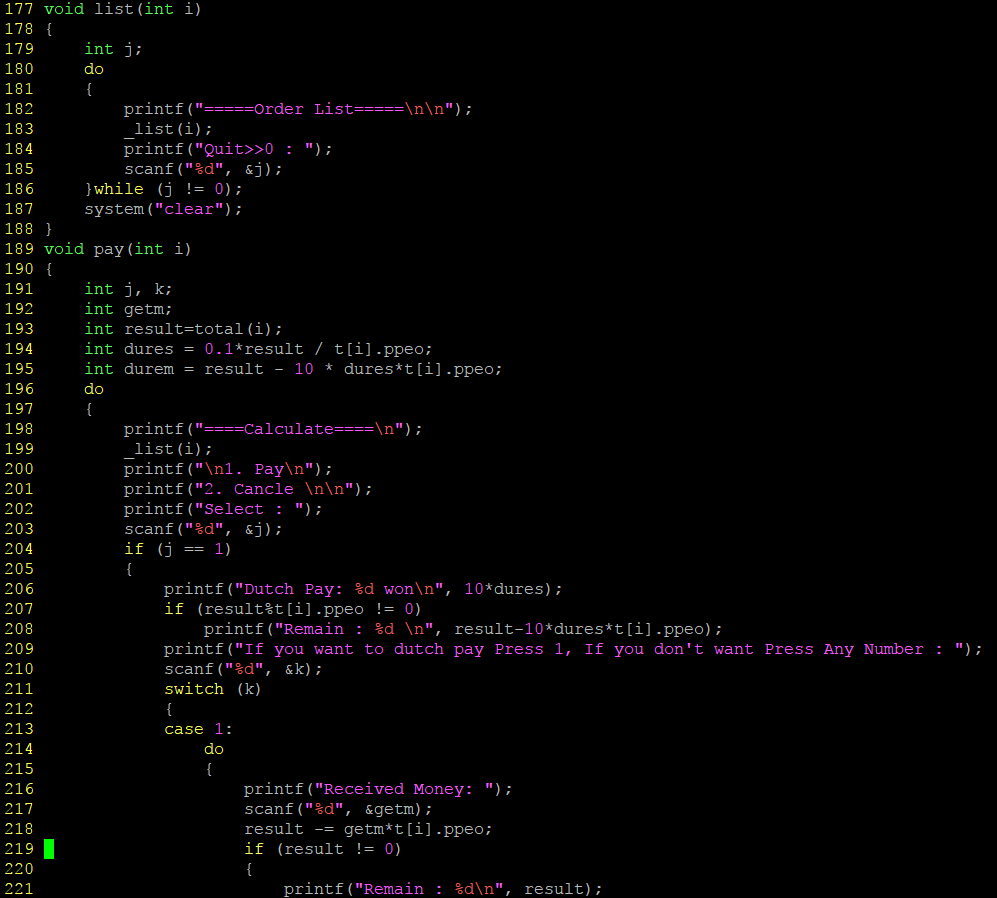 177 void list(int i)
178 {
179     int j;
180     do
181     {
182         printf("=====Order List=====\n\n");
183         _list(i);
184         printf("Quit>>0 : ");
185         scanf("%d", &j);
186     }while (j != 0);
187     system("clear");
188 }
189 void pay(int i)
190 {
191     int j, k;
192     int getm;
193     int result=total(i);
194     int dures = 0.1*result / t[i].ppeo;
195     int durem = result - 10 * dures*t[i].ppeo;
196     do
197     {
198         printf("====Calculate====\n");
199         _list(i);
200         printf("\n1. Pay\n");
201         printf("2. Cancle \n\n");
202         printf("Select : ");
203         scanf("%d", &j);
204         if (j == 1)
205         {
206             printf("Dutch Pay: %d won\n", 10*dures);
207             if (result%t[i].ppeo != 0)
208                 printf("Remain : %d \n", result-10*dures*t[i].ppeo);
209             printf("If you want to dutch pay Press 1, If you don't want Press Any Number : ");
210             scanf("%d", &k);
211             switch (k)
212             {
213             case 1:
214                 do
215                 {
216                     printf("Received Money: ");
217                     scanf("%d", &getm);
218                     result -= getm*t[i].ppeo;
219                     if (result != 0)
220                     {
221                         printf("Remain : %d\n", result);